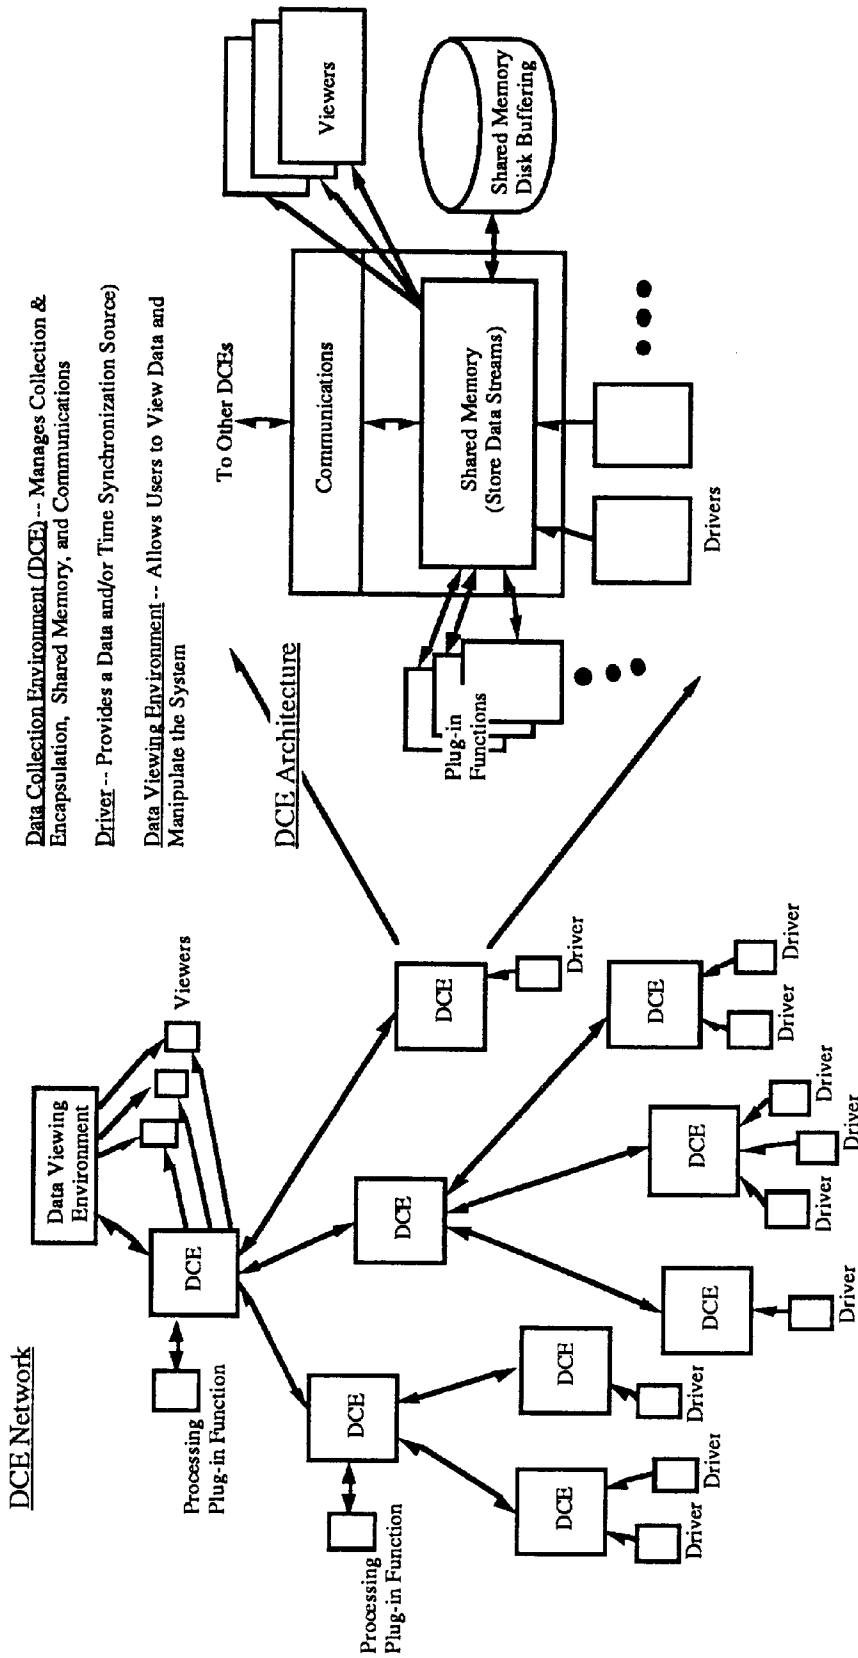 DCE Network
Data Viewing
Environment
Viewers
DCE
Processing
Plug-in Function
DCE
Processing
Plug-in Function
DCE
DCE
Driver
DCE
Driver
Driver
DCE
Driver
DCE
Driver
DCE
Driver
Driver
Driver
DCE
Driver
Driver
Data Collection Environment (DCE) -- Manages Collection &
Encapsulation, Shared Memory, and Communications
Driver -- Provides a Data and/or Time Synchronization Source)
Data Viewing Environment -- Allows Users to View Data and
Manipulate the System
DCE Architecture
To Other DCEs
Viewers
Communications
Shared Memory
(Store Data Streams)
Shared Memory
Disk Buffering
Plug-in
Functions
Drivers